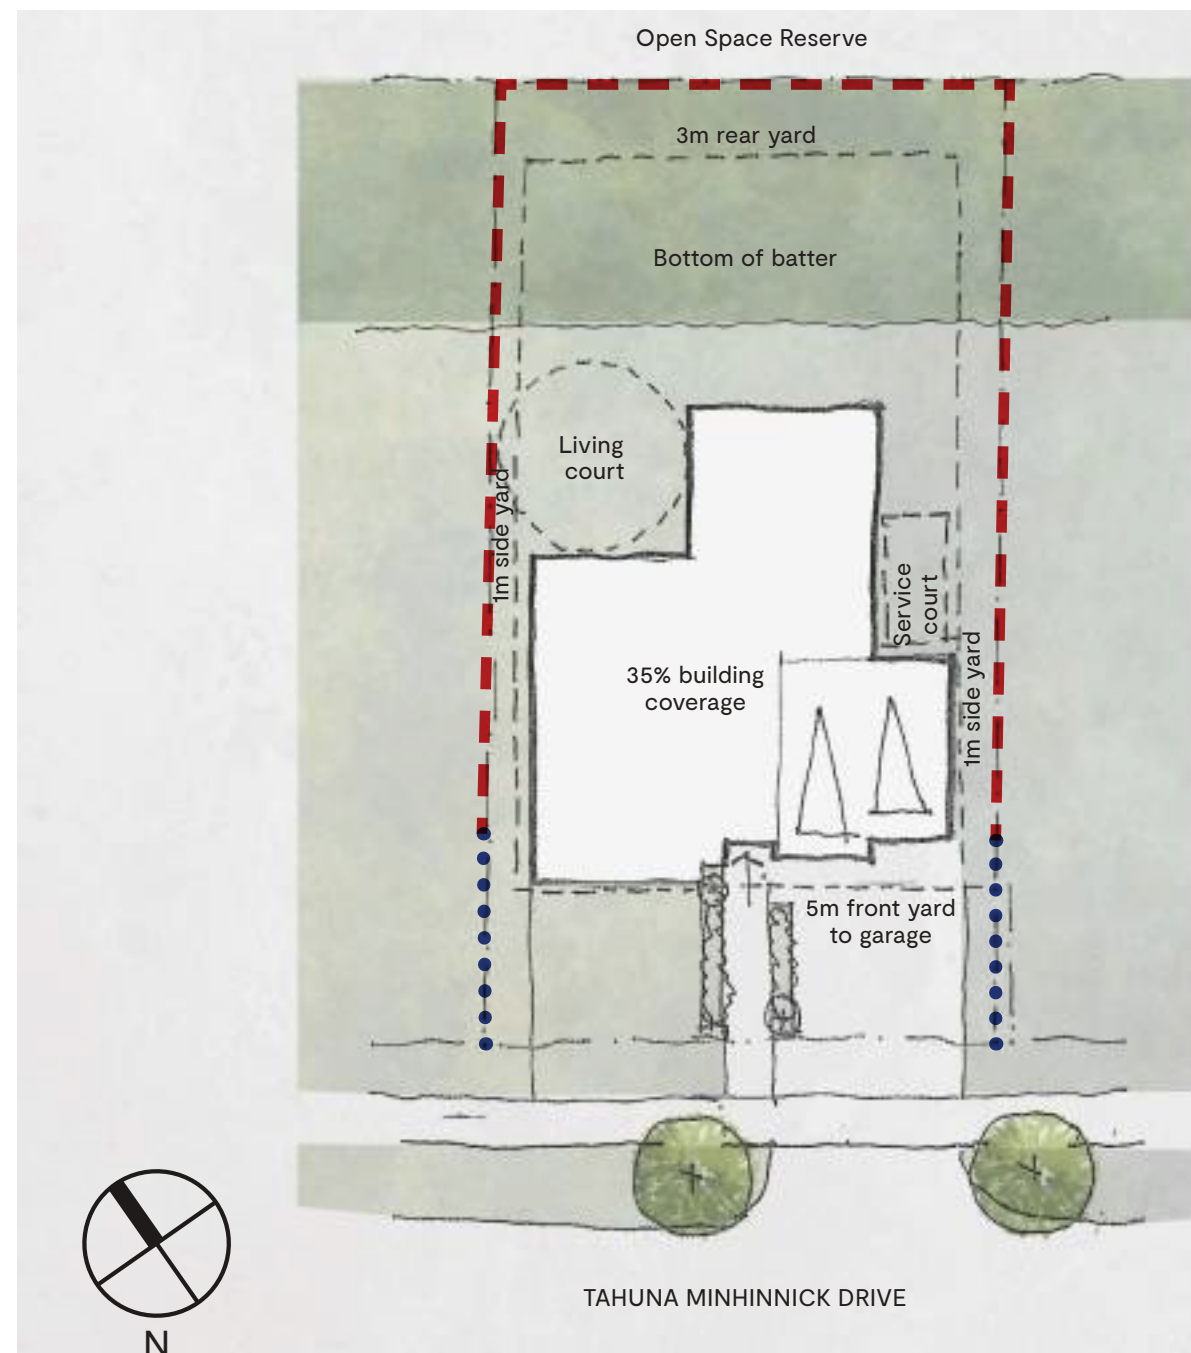 Open Space Reserve
3m rear yard
Bottom of batter
Living
court
1m side yard
Service
court
35% building
coverage
1m side yard
5m front yard
to garage
TAHUNA MINHINNICK DRIVE
N